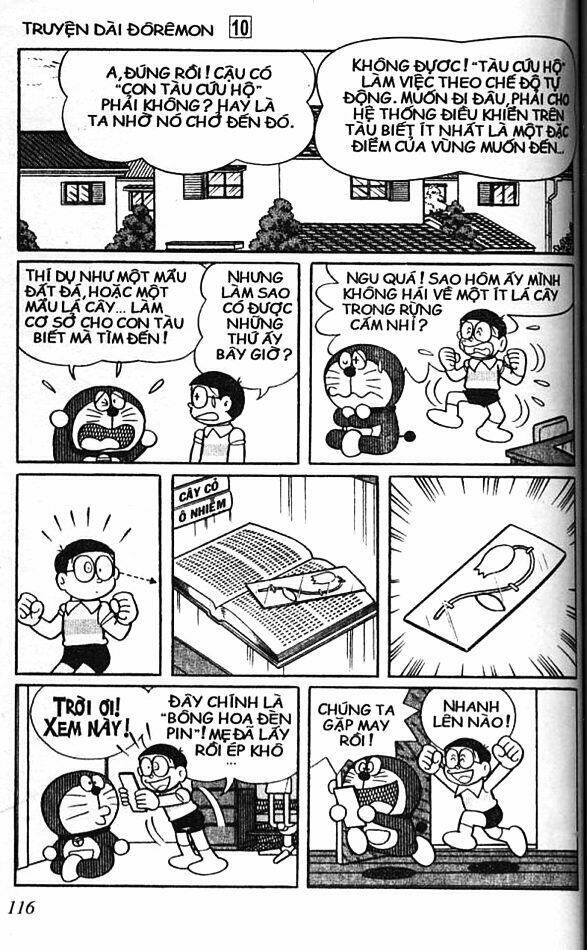 TRUYỆN DÀI ĐÔRÊMON 10
A, ĐÚNG RỒI! CẬU CÓ
"CON TÀU CỨU HỘ"
PHẢI KHÔNG? HAY LÀ
TA NHỜ NÓ CHỞ ĐẾN ĐÓ.
KHÔNG ĐƯỢC! "TÀU CỨU HỘ"
LÀM VIỆC THEO CHẾ ĐỘ TỰ
ĐỘNG. MUỐN ĐI ĐÂU, PHẢI CHO
HỆ THỐNG ĐIỀU KHIỂN TRÊN
TÀU BIẾT ÍT NHẤT LÀ MỘT ĐẶC
ĐIỂM CỦA VÙNG MUỐN ĐẾN...
THÍ DỤ NHƯ MỘT MẨU
ĐẤT ĐÁ, HOẶC MỘT
MẨU LÁ CÂY... LÀM
CƠ SỞ CHO CON TÀU
BIẾT MÀ TÌM ĐẾN!
NHƯNG
LÀM SAO
CÓ ĐƯỢC
NHỮNG
THỨ ẤY
BÂY GIỜ?
NGU QUÁ! SAO HÔM ẤY MÌNH
KHÔNG HÁI VỀ MỘT ÍT LÁ CÂY
TRONG RỪNG
CẤM NHỈ?
CÂY CỎ
Ô NHIỄM
TRỜI ƠI!
XEM NÀY!
ĐÂY CHÍNH LÀ
"BÔNG HOA ĐÈN
PIN"! MẸ ĐÃ LẤY
RỒI ÉP KHÔ
...
CHÚNG TA
GẶP MAY
RỒI!
NHANH
LÊN NÀO!
116